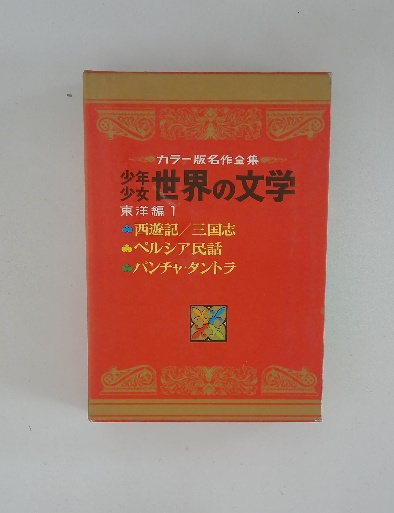 カラー版名作全集
少年少女 世界の文学
東洋編 1
西遊記/三国志
ペルシア民話
パンチャ・タントラ